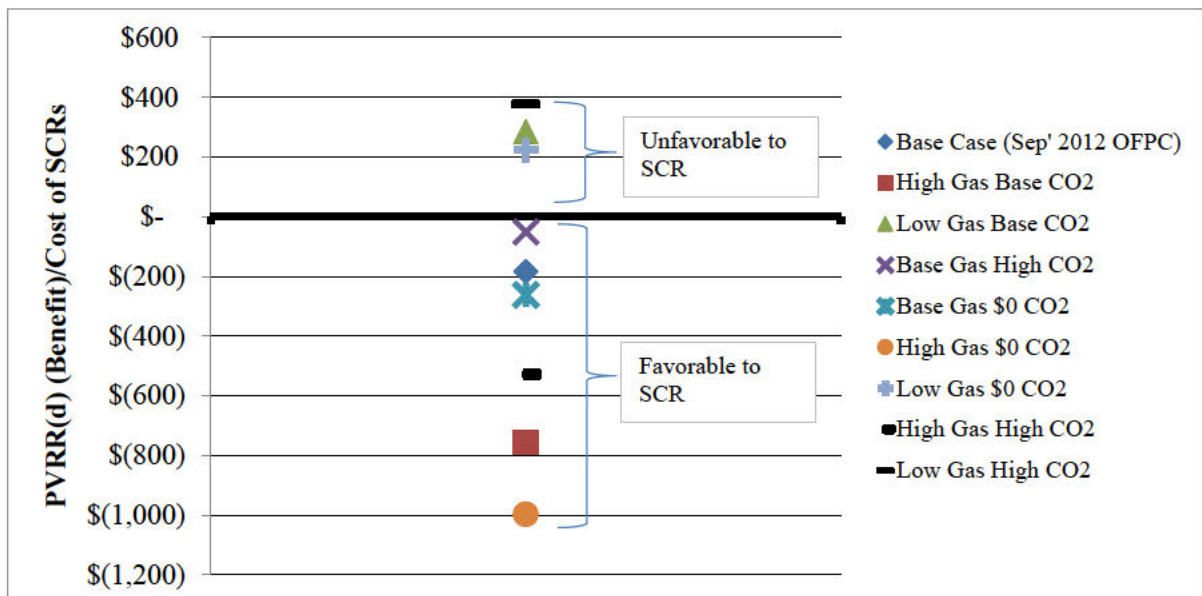 PVRR(d) (Benefit)/Cost of SCRs
$600
$400
$200
$-
$(200)
$(400)
$(600)
$(800)
$(1,000)
$(1,200)
Unfavorable to
SCR
Favorable to
SCR
Base Case (Sep' 2012 OFPC)
High Gas Base CO2
Low Gas Base CO2
Base Gas High CO2
Base Gas $0 CO2
High Gas $0 CO2
Low Gas $0 CO2
High Gas High CO2
Low Gas High CO2